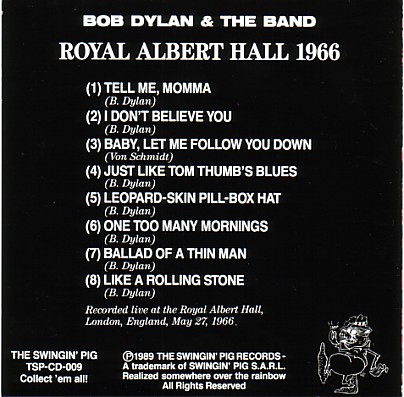 BOB DYLAN & THE BAND
ROYAL ALBERT HALL 1966
(1) TELL ME, MOMMA
(B. Dylan)
(2) I DON'T BELIEVE YOU
(B. Dylan)
(3) BABY, LET ME FOLLOW YOU DOWN
(Von Schmidt)
(4) JUST LIKE TOM THUMB'S BLUES
(B. Dylan)
(5) LEOPARD-SKIN PILL-BOX HAT
(B. Dylan)
(6) ONE TOO MANY MORNINGS
(B. Dylan)
(7) BALLAD OF A THIN MAN
(B. Dylan)
(8) LIKE A ROLLING STONE
(B. Dylan)
Recorded live at the Royal Albert Hall,
London, England, May 27, 1966.
THE SWINGIN' PIG
TSP-CD-009
Collect 'em all!
℗1989 THE SWINGIN' PIG RECORDS -
A trademark of SWINGIN' PIG S.A.R.L.
Realized somewhere over the rainbow
All Rights Reserved